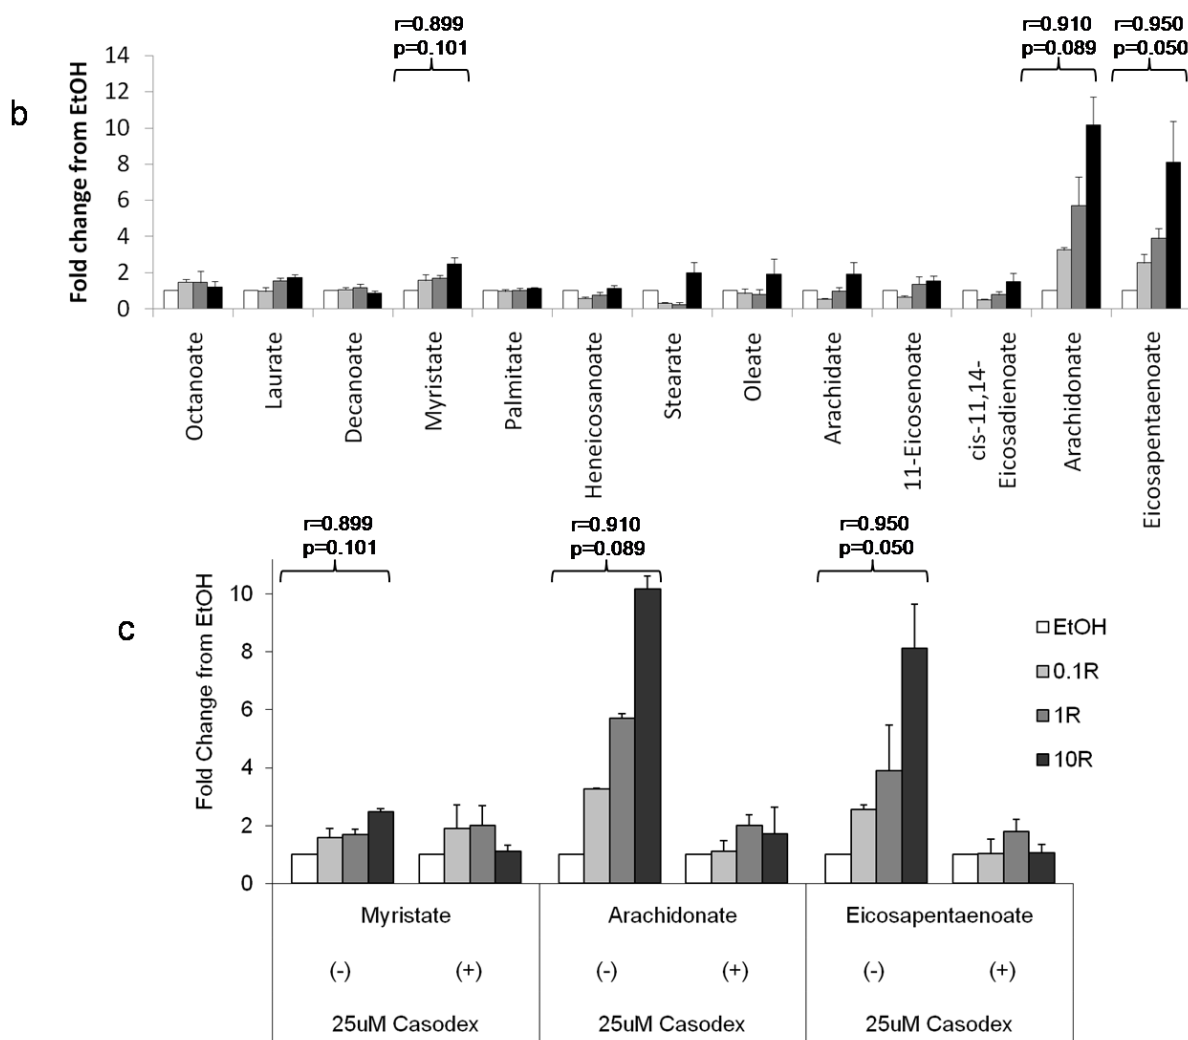 b
r=0.899
p=0.101
r=0.910
p=0.089
r=0.950
p=0.050
Fold change from EtOH
14
12
10
8
6
4
2
0
Octanoate
Laurate
Decanoate
Myristate
Palmitate
Heneicosanoate
Stearate
Oleate
Arachidate
11-Eicosenoate
cis-11,14-
Eicosadienoate
Arachidonate
Eicosapentaenoate
c
r=0.899
p=0.101
r=0.910
p=0.089
r=0.950
p=0.050
Fold Change from EtOH
10
8
6
4
2
0
EtOH
0.1R
1R
10R
Myristate
Arachidonate
Eicosapentaenoate
(-)
(+)
(-)
(+)
(-)
(+)
25uM Casodex
25uM Casodex
25uM Casodex